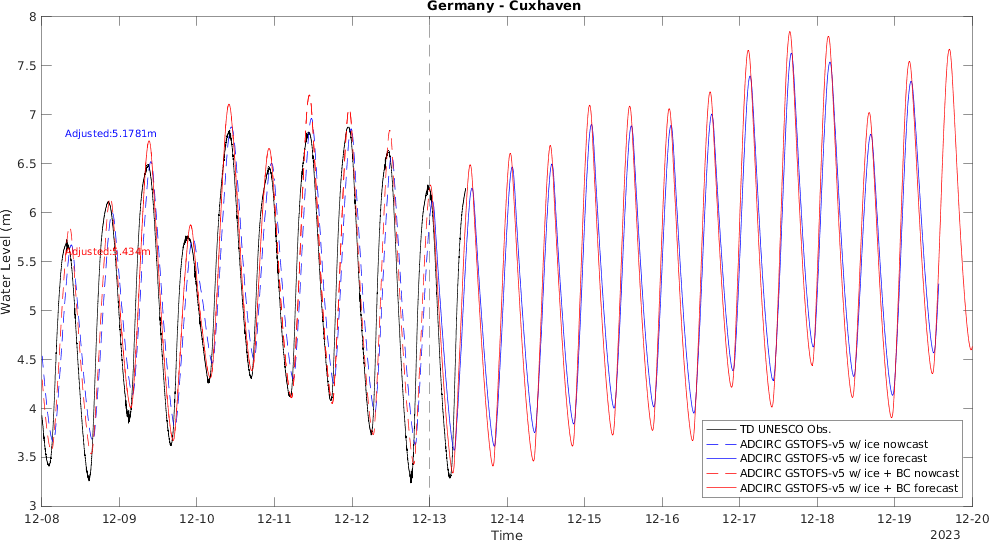 Germany - Cuxhaven
8
7.5
7
6.5
6
5.5
5
4.5
4
3.5
3
Water Level (m)
Adjusted:5.1781m
Adjusted:5.434m
TD UNESCO Obs.
ADCIRC GSTOFS-v5 w/ ice nowcast
ADCIRC GSTOFS-v5 w/ ice forecast
ADCIRC GSTOFS-v5 w/ ice + BC nowcast
ADCIRC GSTOFS-v5 w/ ice + BC forecast
12-08 12-09 12-10 12-11 12-12 12-13 12-14 12-15 12-16 12-17 12-18 12-19 12-20
Time
2023